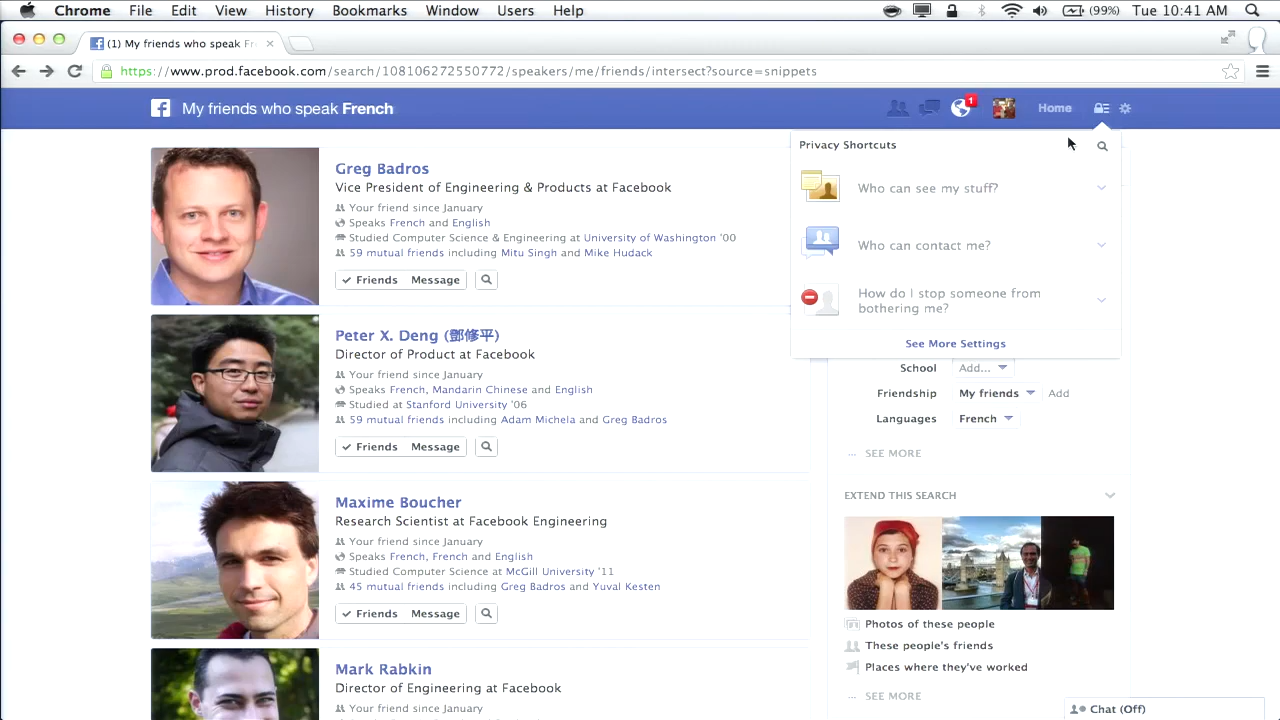 Chrome File Edit View History Bookmarks Window Users Help (99%) Tue 10:41 AM
(1) My friends who speak Fr
https://www.prod.facebook.com/search/108106272550772/speakers/me/friends/intersect?source=snippets
My friends who speak French
1
Home
Privacy Shortcuts
Who can see my stuff?
Who can contact me?
How do I stop someone from
bothering me?
See More Settings
Greg Badros
Vice President of Engineering & Products at Facebook
Your friend since January
Speaks French and English
Studied Computer Science & Engineering at University of Washington '00
59 mutual friends including Mitu Singh and Mike Hudack
Friends Message
Peter X. Deng (鄧修平)
Director of Product at Facebook
Your friend since January
Speaks French, Mandarin Chinese and English
Studied at Stanford University '06
59 mutual friends including Adam Michela and Greg Badros
Friends Message
Maxime Boucher
Research Scientist at Facebook Engineering
Your friend since January
Speaks French, French and English
Studied Computer Science at McGill University '11
45 mutual friends including Greg Badros and Yuval Kesten
Friends Message
Mark Rabkin
Director of Engineering at Facebook
Your friend since January
School Add...
Friendship My friends Add
Languages French
... SEE MORE
EXTEND THIS SEARCH
Photos of these people
These people's friends
Places where they've worked
... SEE MORE
Chat (Off)